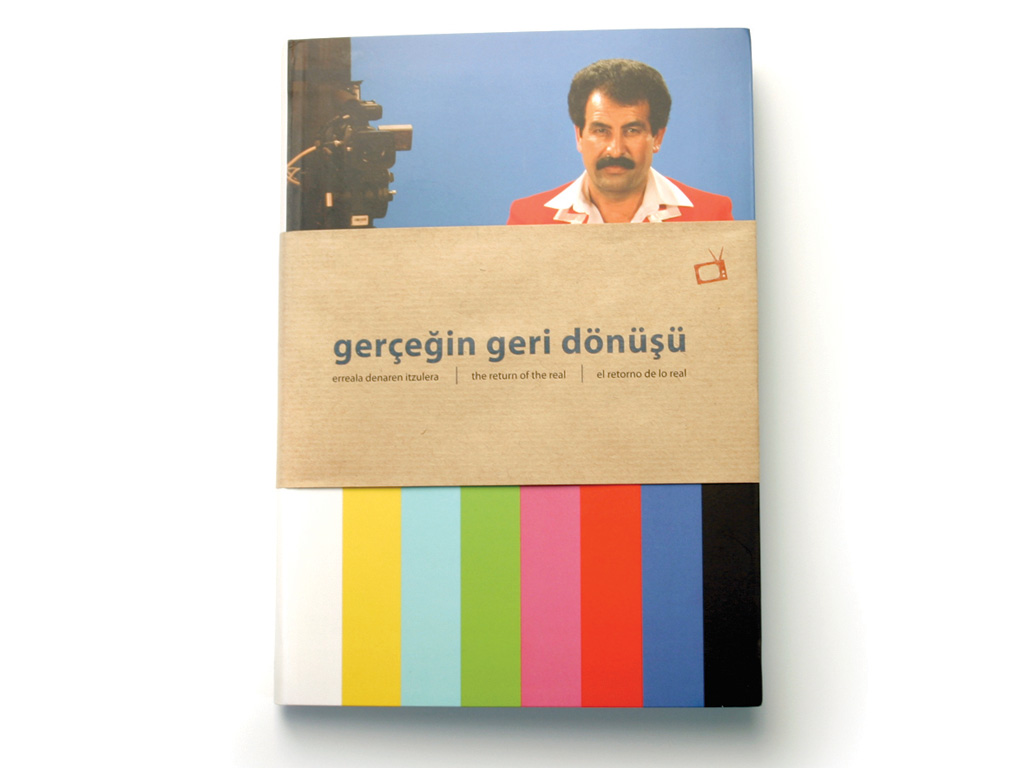 gerçeğin geri dönüşü
erreala denaren itzulera | the return of the real | el retorno de lo real